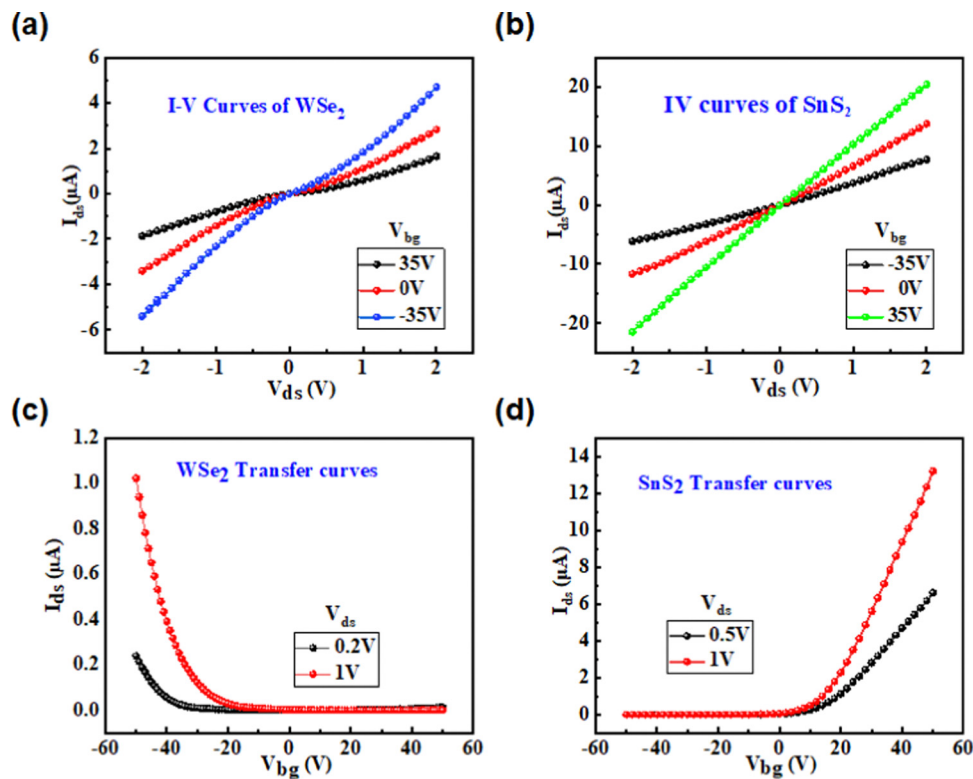 (a)
I-V Curves of WSe2
6
4
2
0
-2
-4
-6
Ids(μA)
Vbg
35V
0V
-35V
-2
-1
0
1
2
Vds (V)
(b)
IV curves of SnS2
20
10
0
-10
-20
Ids(μA)
Vbg
-35V
0V
35V
-2
-1
0
1
2
Vds (V)
(c)
WSe2 Transfer curves
1.2
1.0
0.8
0.6
0.4
0.2
0.0
Ids (μA)
Vds
0.2V
1V
-60
-40
-20
0
20
40
60
Vbg (V)
(d)
SnS2 Transfer curves
14
12
10
8
6
4
2
0
Ids (μA)
Vds
0.5V
1V
-60
-40
-20
0
20
40
60
Vbg (V)